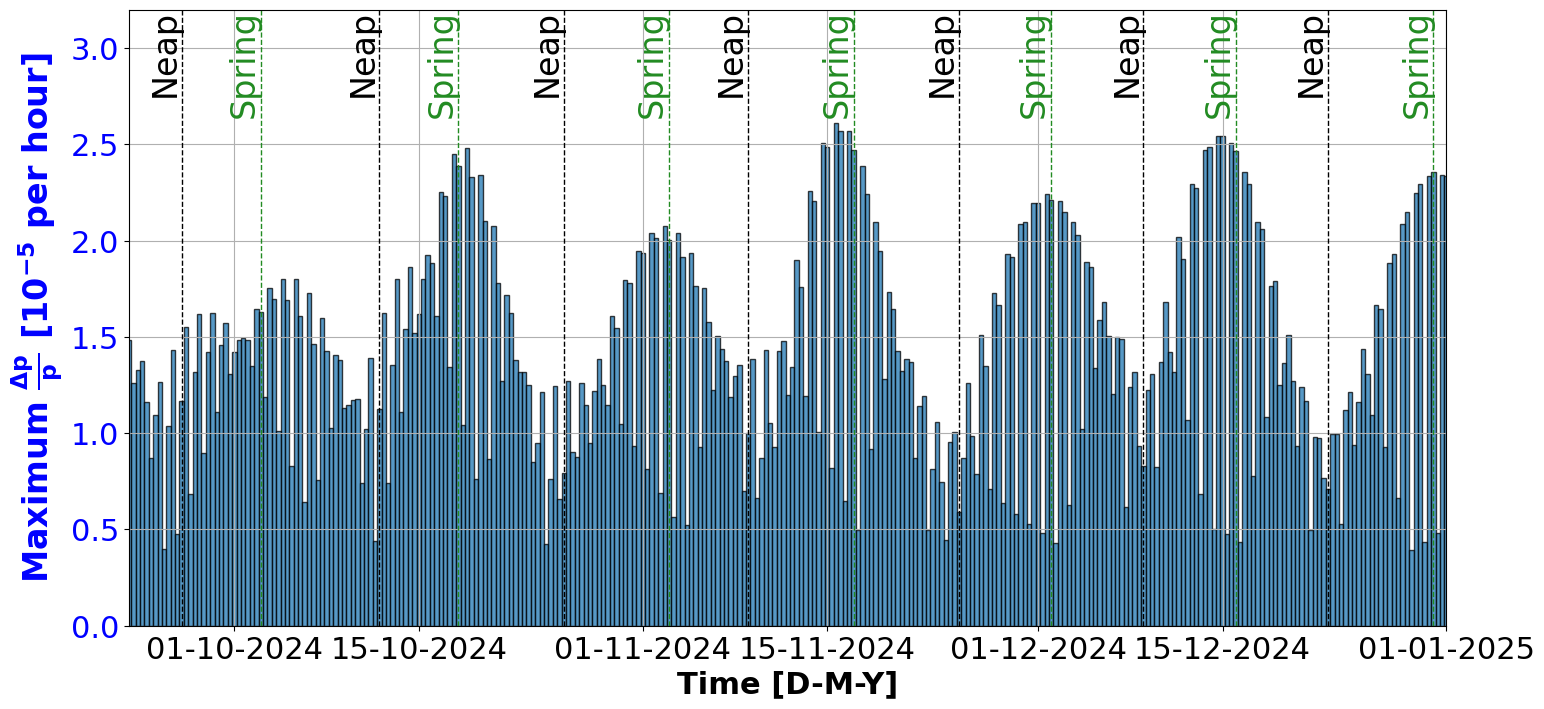 Neap Spring Neap Spring Neap Spring Neap Spring Neap Spring Neap Spring Neap Spring
Maximum Δp/p [10⁻⁵ per hour]
3.0
2.5
2.0
1.5
1.0
0.5
0.0
01-10-2024 15-10-2024 01-11-2024 15-11-2024 01-12-2024 15-12-2024 01-01-2025
Time [D-M-Y]